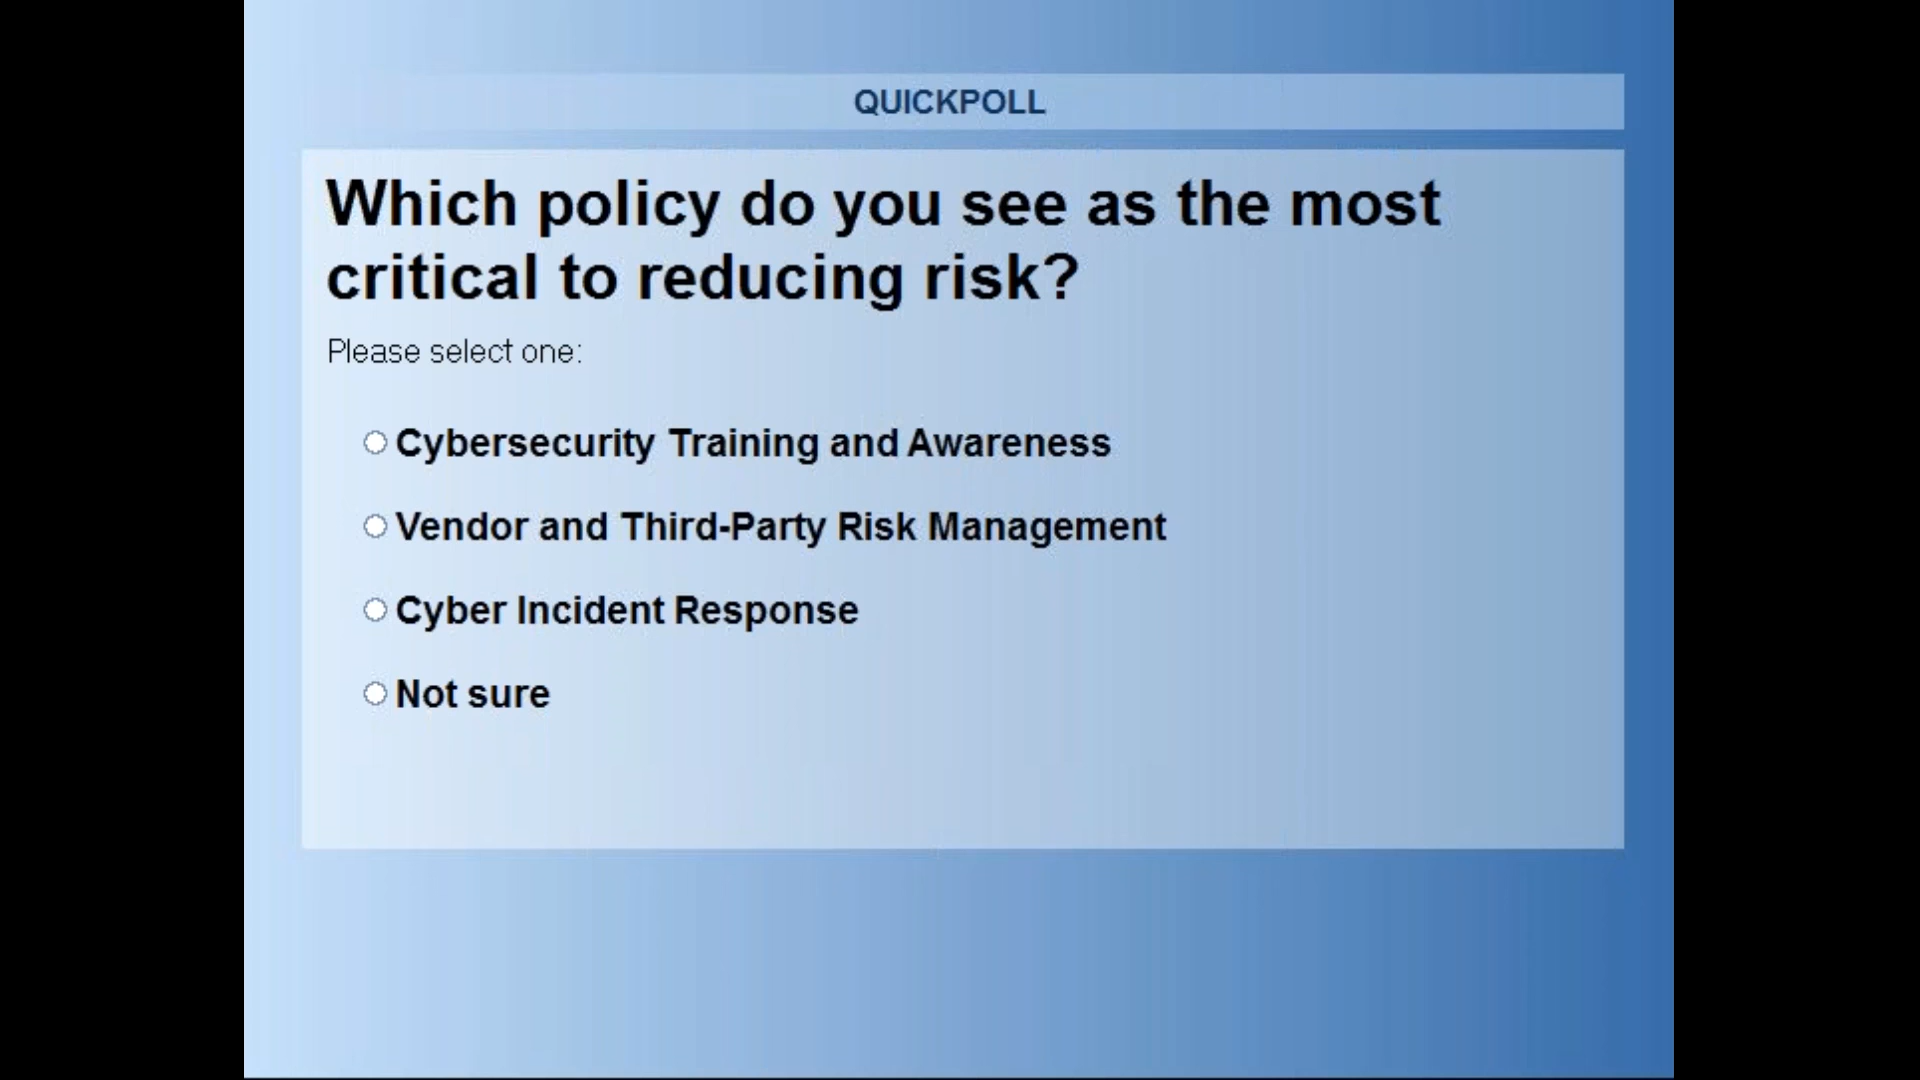 QUICKPOLL
Which policy do you see as the most
critical to reducing risk?
Please select one:
Cybersecurity Training and Awareness
Vendor and Third-Party Risk Management
Cyber Incident Response
Not sure